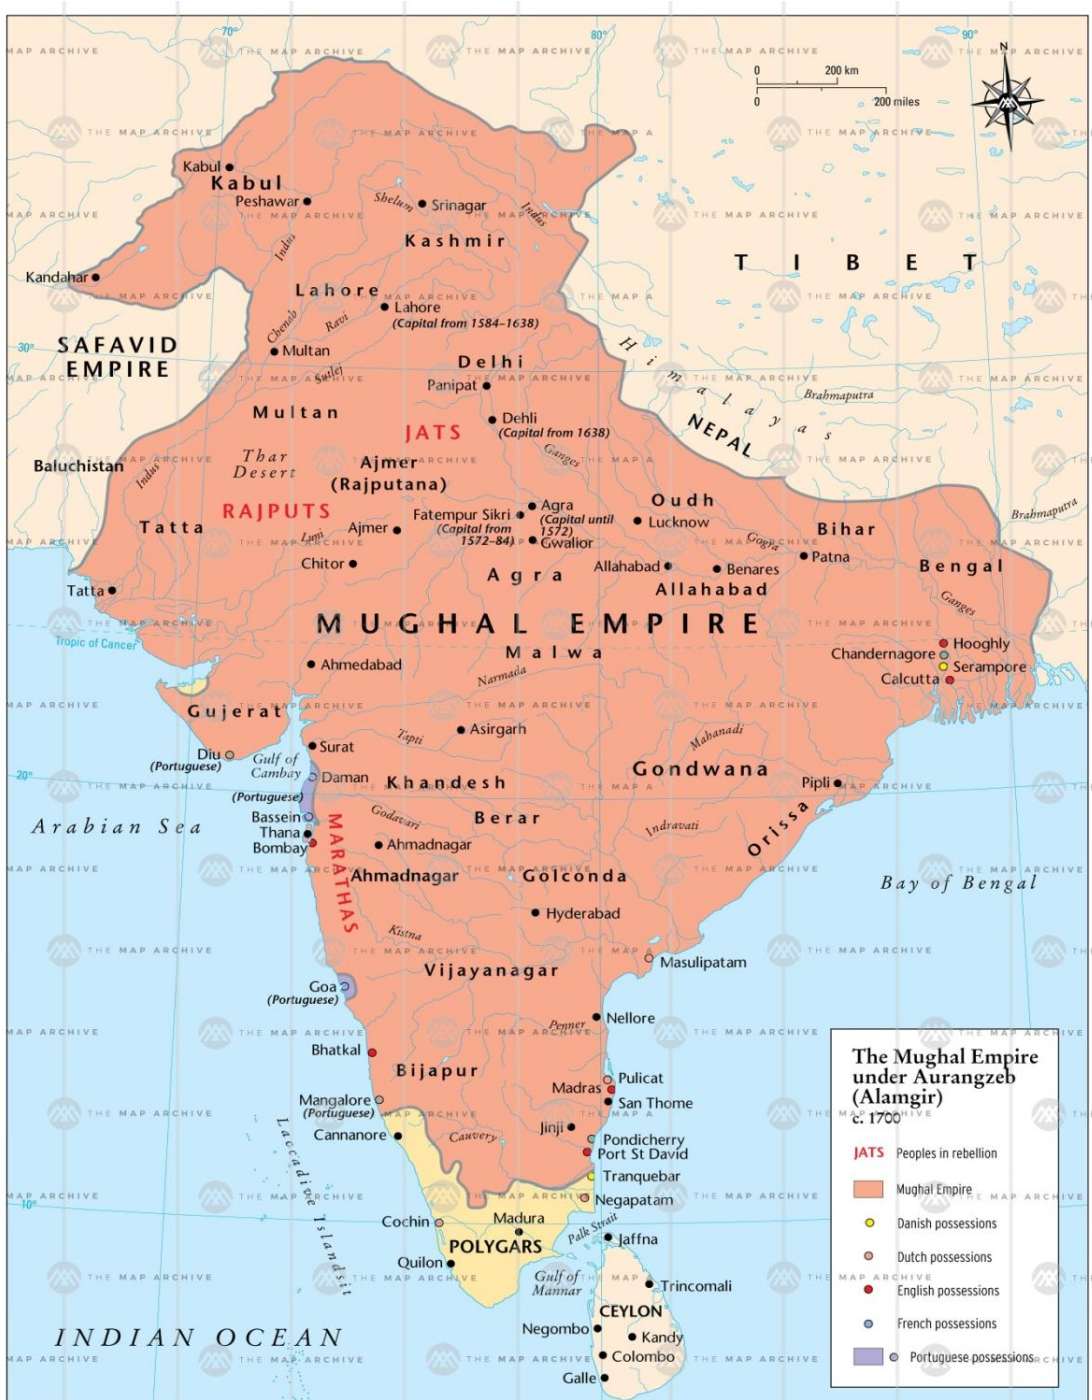 70°
80°
90°
N
0 200 km
0 200 miles
THE MAP ARCHIVE
Kabul
Kabul
Peshawar
Shelum
Srinagar
Indus
Indus
Kashmir
TIBET
Kandahar
Lahore
Lahore
(Capital from 1584–1638)
Chenab
Ravi
SAFAVID
EMPIRE
30°
Multan
Sutlej
Delhi
Panipat
Himalayas
Brahmaputra
Multan
JATS
Dehli
(Capital from 1638)
NEPAL
Baluchistan
Indus
Thar
Desert
Ajmer
(Rajputana)
Ganges
RAJPUTS
Tatta
Luni
Ajmer
Fatempur Sikri
(Capital from
1572–84)
Agra
(Capital until
1572)
Gwalior
Oudh
Lucknow
Gogra
Bihar
Patna
Brahmaputra
Chitor
Agra
Allahabad
Benares
Allahabad
Bengal
Ganges
Tatta
MUGHAL EMPIRE
Tropic of Cancer
Malwa
Hooghly
Chandernagore
Serampore
Calcutta
Ahmedabad
Narmada
Gujerat
Asirgarh
Tapti
Mahanadi
Surat
Diu
(Portuguese)
Gulf of
Cambay
20°
Daman
(Portuguese)
Khandesh
Gondwana
Pipli
Bassein
Thana
Bombay
Godavari
Berar
Indravati
Orissa
Arabian Sea
MARATHAS
Ahmadnagar
Ahmadnagar
Golconda
Bay of Bengal
Hyderabad
Kistna
Vijayanagar
Masulipatam
Goa
(Portuguese)
Penner
Nellore
Bhatkal
Bijapur
Pulicat
Madras
San Thome
Mangalore
(Portuguese)
Cannanore
Cauvery
Jinji
Pondicherry
Port St David
Laccadive Islandsit
Tranquebar
Negapatam
10°
Cochin
Madura
POLYGARS
Palk Strait
Jaffna
Quilon
Gulf of
Mannar
Trincomali
CEYLON
Negombo
Kandy
Colombo
Galle
INDIAN OCEAN
The Mughal Empire
under Aurangzeb
(Alamgir)
c. 1700
JATS Peoples in rebellion
Mughal Empire
Danish possessions
Dutch possessions
English possessions
French possessions
Portuguese possessions